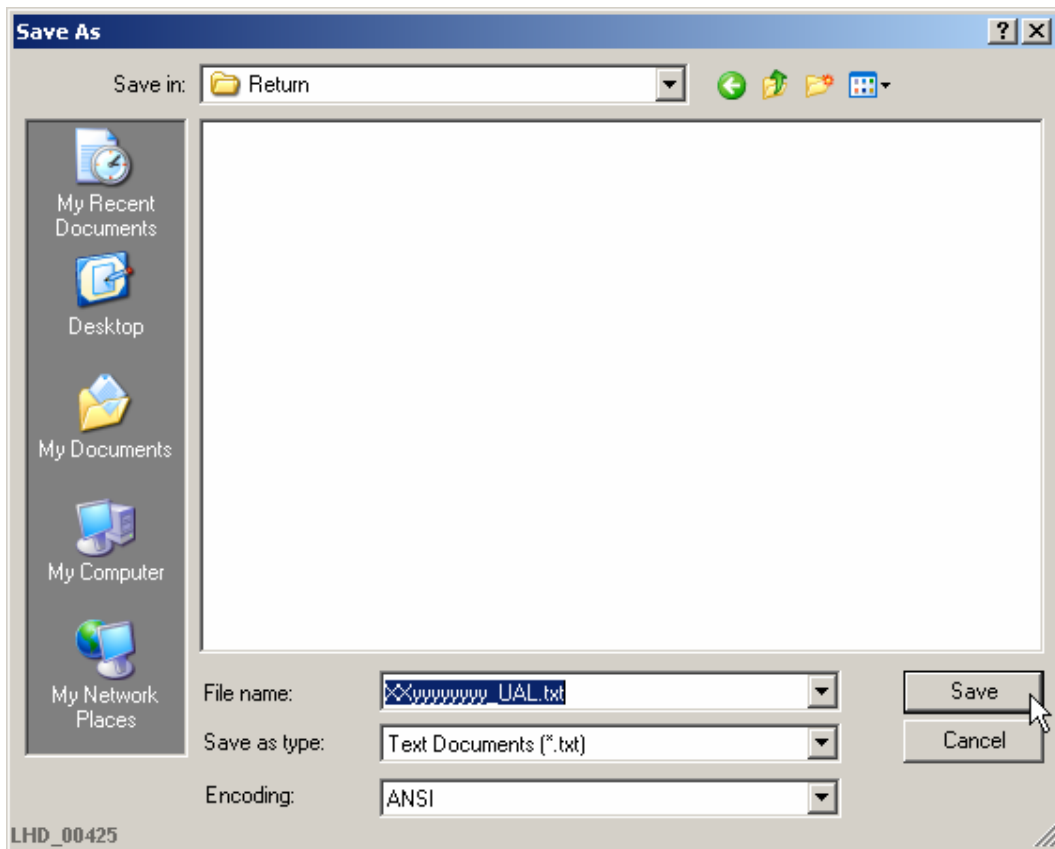 Save As
Save in:
Return
My Recent
Documents
Desktop
My Documents
My Computer
My Network
Places
File name:
XXyyyyyyyy_UAL.txt
Save
Save as type:
Text Documents (*.txt)
Cancel
Encoding:
ANSI
LHD_00425